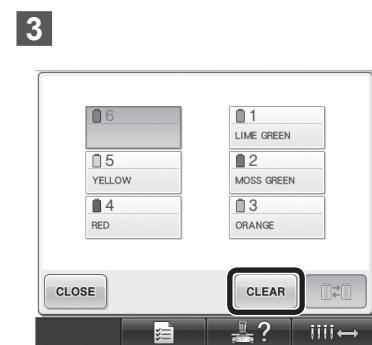 3
6
1
LIME GREEN
5
YELLOW
2
MOSS GREEN
4
RED
3
ORANGE
CLOSE
CLEAR
?